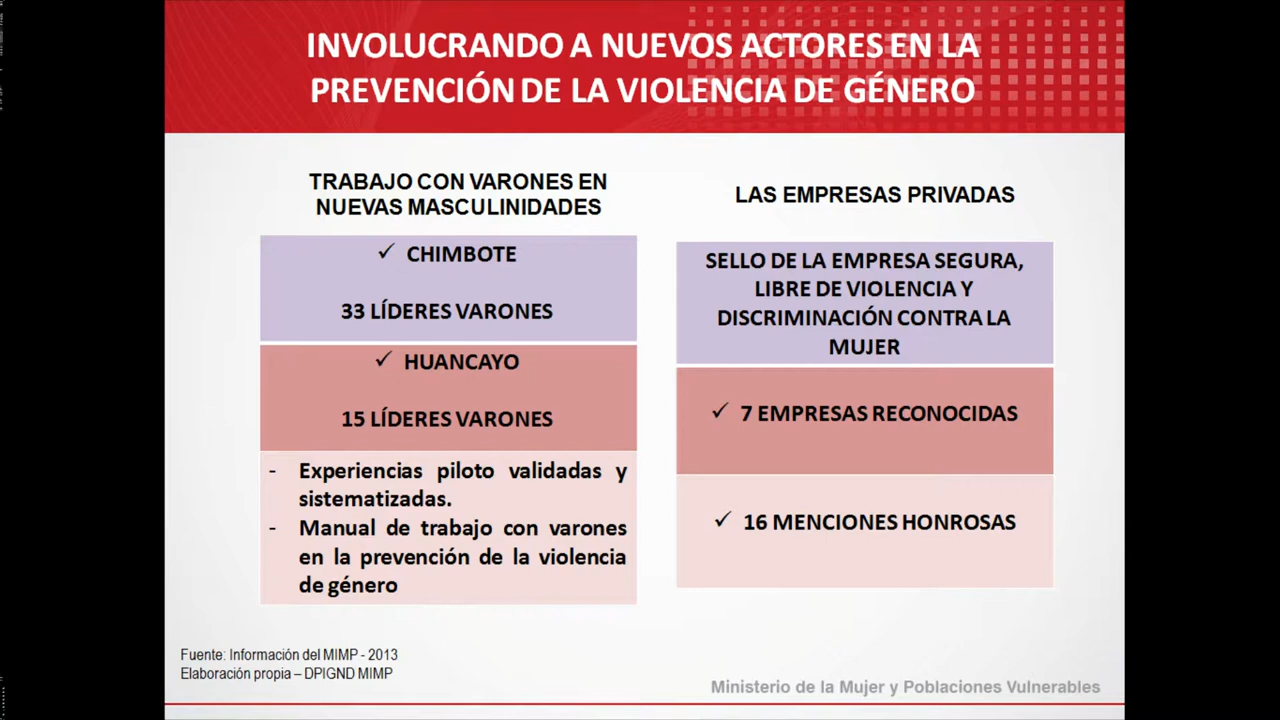 INVOLUCRANDO A NUEVOS ACTORES EN LA
PREVENCIÓN DE LA VIOLENCIA DE GÉNERO
TRABAJO CON VARONES EN
NUEVAS MASCULINIDADES
✓ CHIMBOTE
33 LÍDERES VARONES
✓ HUANCAYO
15 LÍDERES VARONES
- Experiencias piloto validadas y
sistematizadas.
- Manual de trabajo con varones
en la prevención de la violencia
de género
LAS EMPRESAS PRIVADAS
SELLO DE LA EMPRESA SEGURA,
LIBRE DE VIOLENCIA Y
DISCRIMINACIÓN CONTRA LA
MUJER
✓ 7 EMPRESAS RECONOCIDAS
✓ 16 MENCIONES HONROSAS
Fuente: Información del MIMP - 2013
Elaboración propia – DPIGND MIMP
Ministerio de la Mujer y Poblaciones Vulnerables